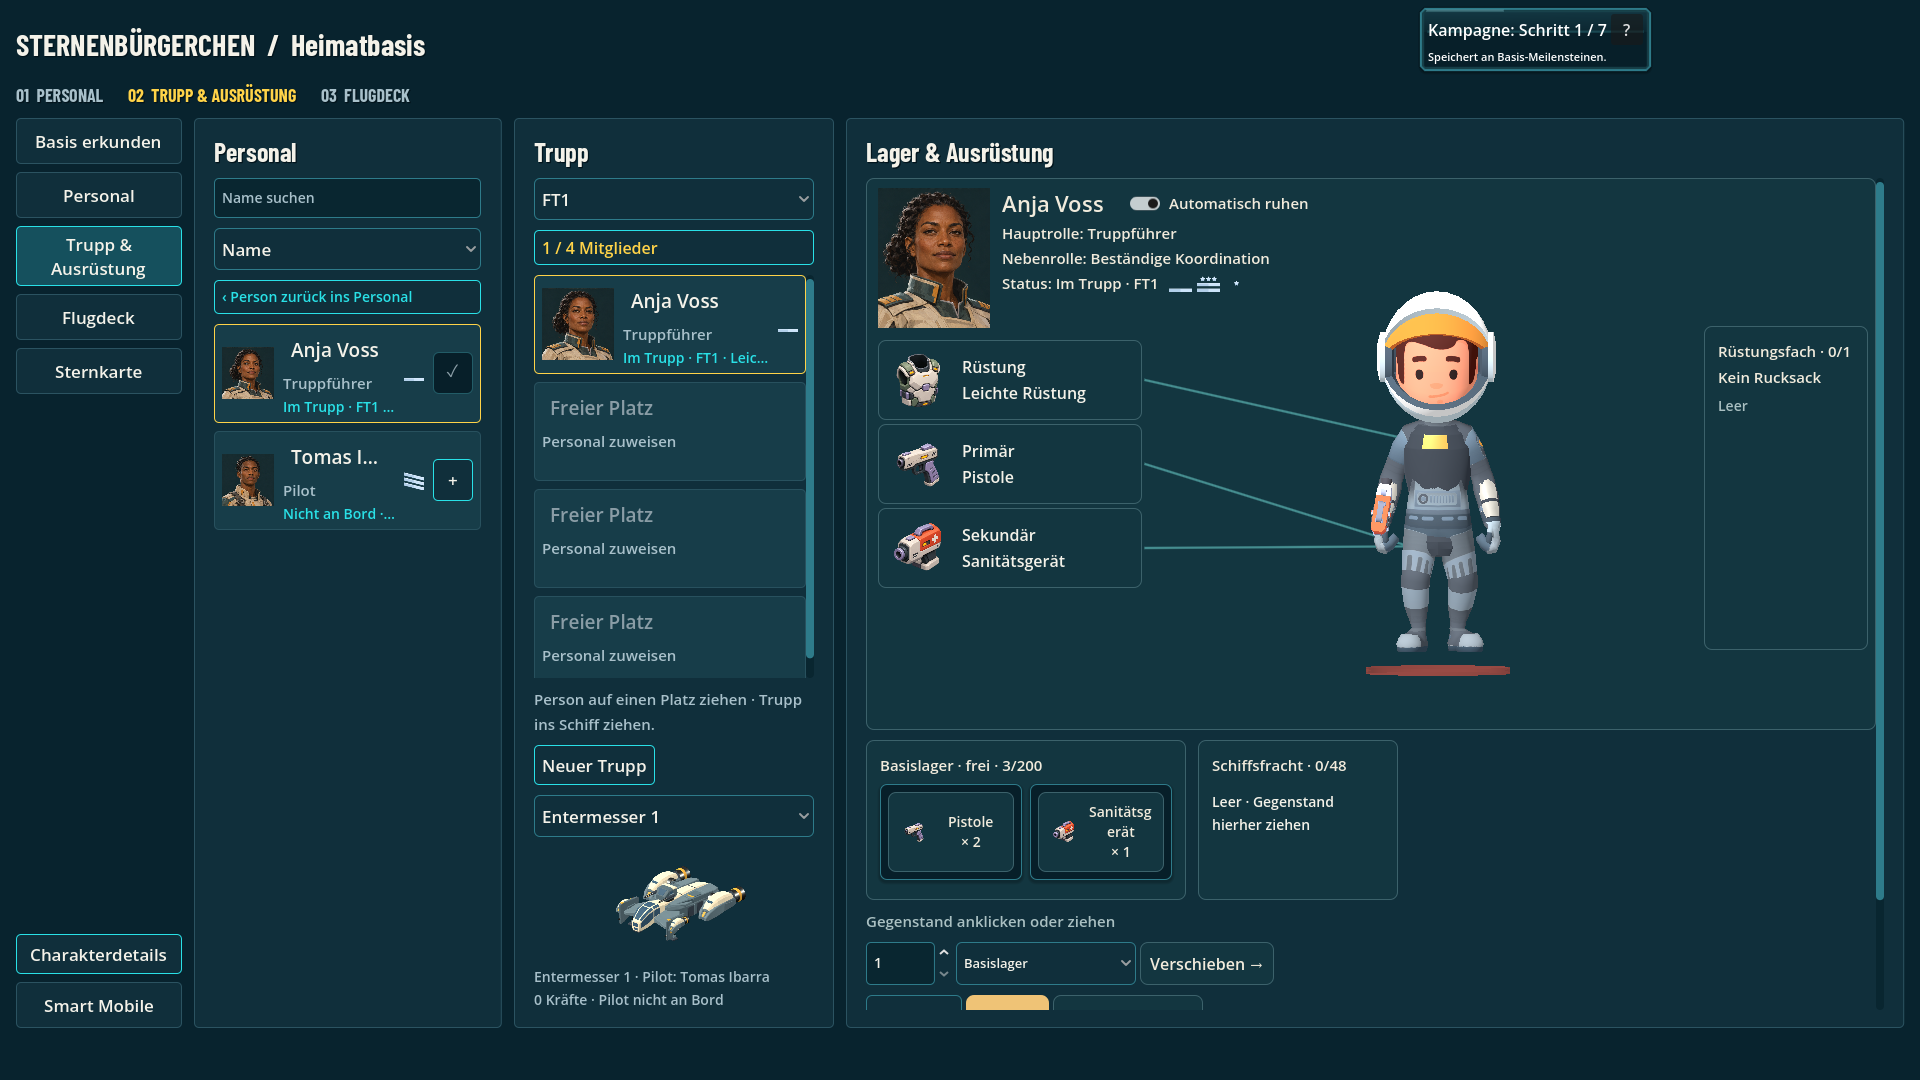 STERNENBÜRGERCHEN / Heimatbasis
Kampagne: Schritt 1 / 7 ?
Speichert an Basis-Meilensteinen.
01 PERSONAL 02 TRUPP & AUSRÜSTUNG 03 FLUGDECK
Basis erkunden
Personal
Trupp &
Ausrüstung
Flugdeck
Sternkarte
Charakterdetails
Smart Mobile
Personal
Name suchen
Name
‹ Person zurück ins Personal
Anja Voss
Truppführer
Im Trupp · FT1 ...
✓
Tomas I...
Pilot
Nicht an Bord ·...
+
Trupp
FT1
1 / 4 Mitglieder
Anja Voss
Truppführer
Im Trupp · FT1 · Leic...
Freier Platz
Personal zuweisen
Freier Platz
Personal zuweisen
Freier Platz
Personal zuweisen
Person auf einen Platz ziehen · Trupp
ins Schiff ziehen.
Neuer Trupp
Entermesser 1
Entermesser 1 · Pilot: Tomas Ibarra
0 Kräfte · Pilot nicht an Bord
Lager & Ausrüstung
Anja Voss Automatisch ruhen
Hauptrolle: Truppführer
Nebenrolle: Beständige Koordination
Status: Im Trupp · FT1
Rüstung
Leichte Rüstung
Primär
Pistole
Sekundär
Sanitätsgerät
Rüstungsfach · 0/1
Kein Rucksack
Leer
Basislager · frei · 3/200
Pistole
× 2
Sanitätsg
erät
× 1
Schiffsfracht · 0/48
Leer · Gegenstand
hierher ziehen
Gegenstand anklicken oder ziehen
1 Basislager Verschieben →